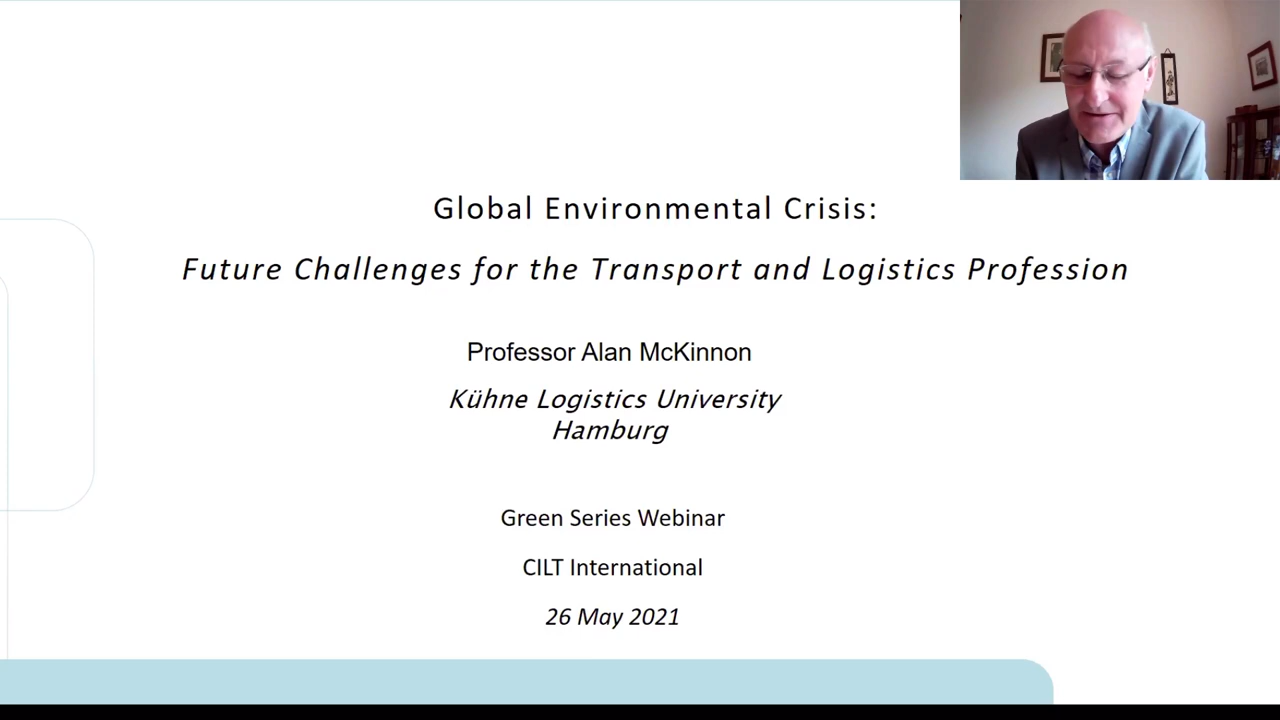 Global Environmental Crisis:
Future Challenges for the Transport and Logistics Profession
Professor Alan McKinnon
Kühne Logistics University
Hamburg
Green Series Webinar
CILT International
26 May 2021